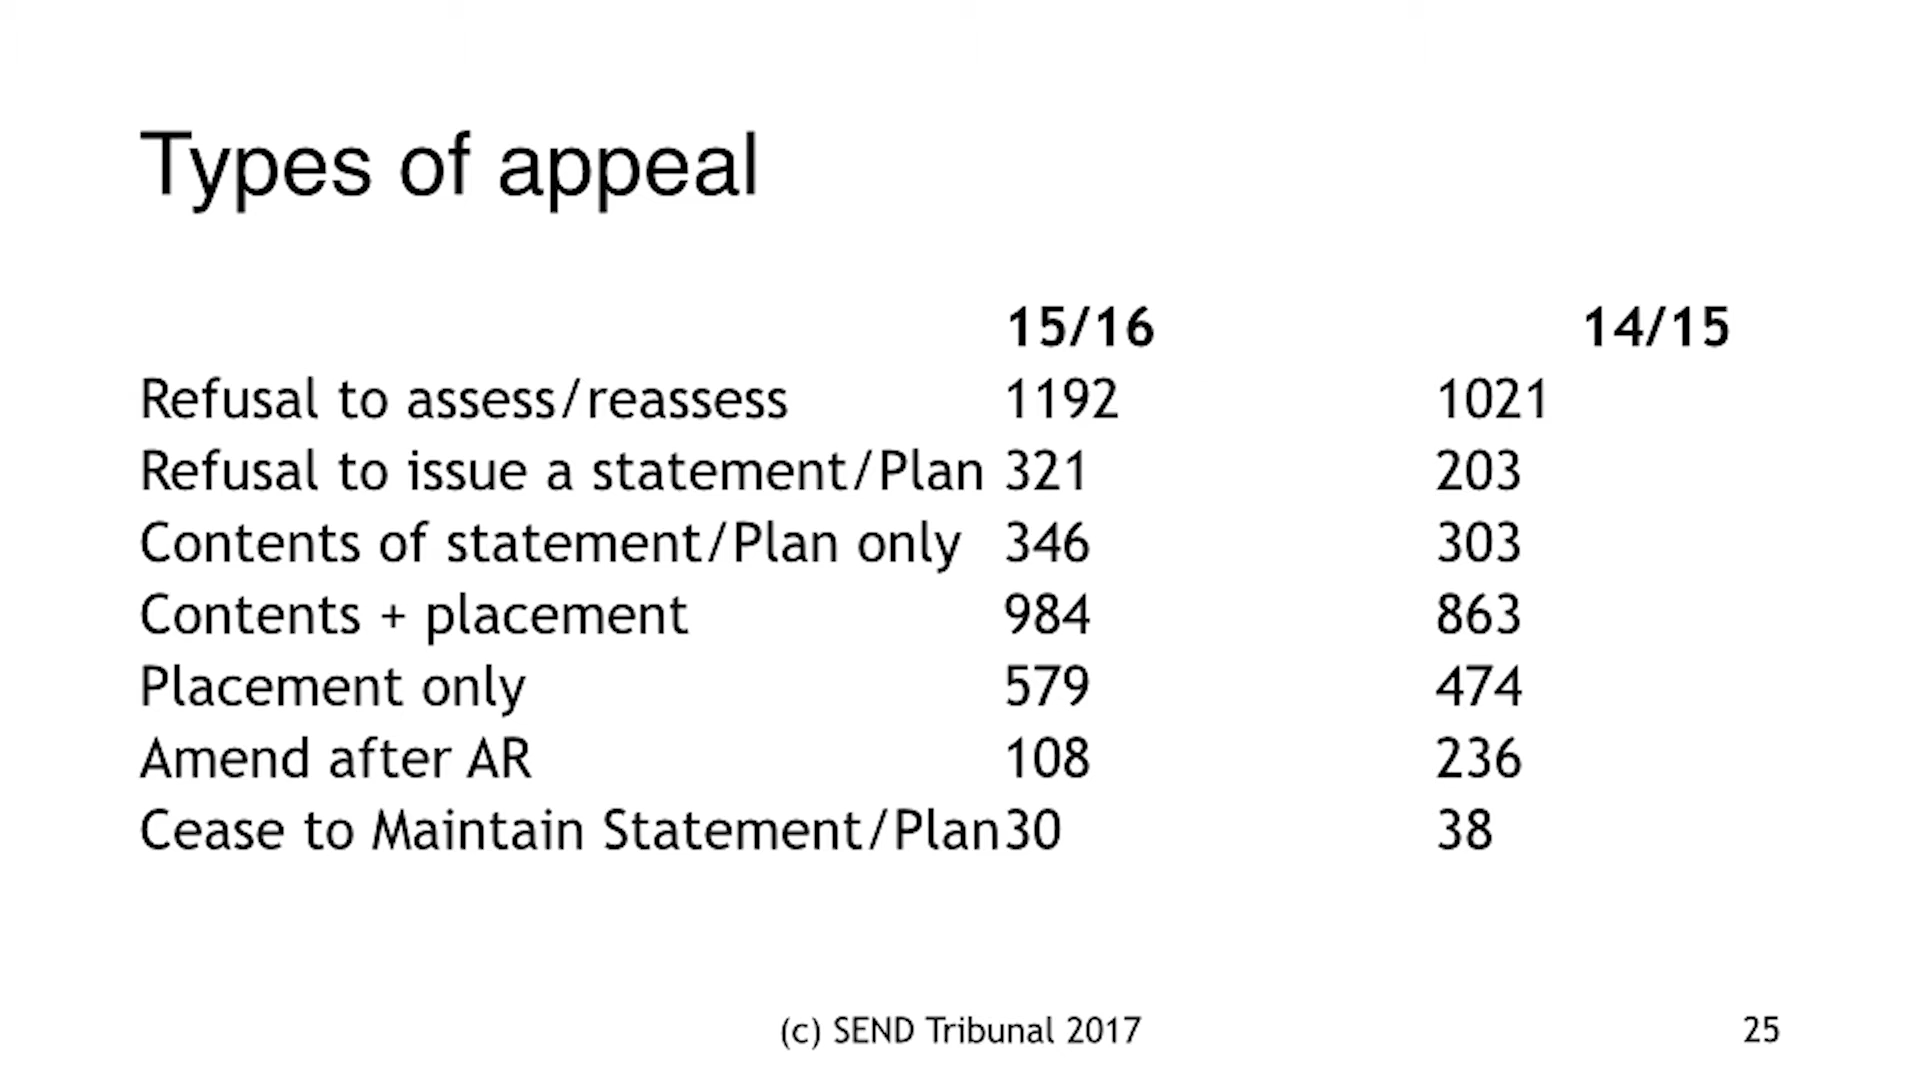 Types of appeal
15/16 14/15
Refusal to assess/reassess 1192 1021
Refusal to issue a statement/Plan 321 203
Contents of statement/Plan only 346 303
Contents + placement 984 863
Placement only 579 474
Amend after AR 108 236
Cease to Maintain Statement/Plan30 38
(c) SEND Tribunal 2017 25